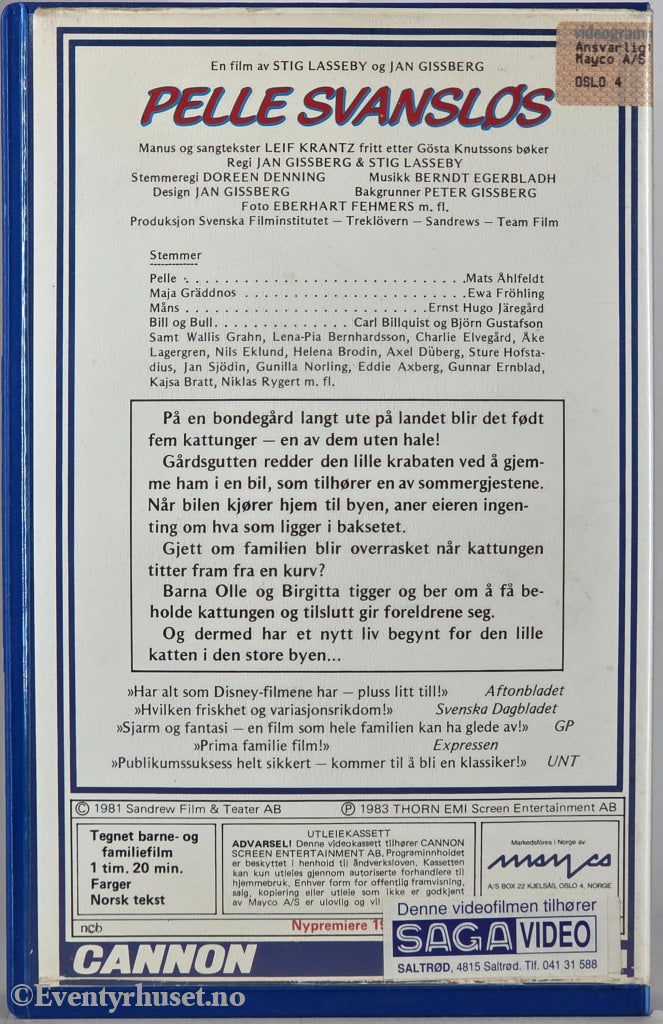 videogram
Ansvarlig
Mayco A/S
OSLO 4
En film av STIG LASSEBY og JAN GISSBERG
PELLE SVANSLØS
Manus og sangtekster LEIF KRANTZ fritt etter Gösta Knutssons bøker
Regi JAN GISSBERG & STIG LASSEBY
Stemmeregi DOREEN DENNING Musikk BERNDT EGERBLADH
Design JAN GISSBERG Bakgrunner PETER GISSBERG
Foto EBERHART FEHMERS m. fl.
Produksjon Svenska Filminstitutet — Treklövern — Sandrews — Team Film
Stemmer
Pelle . . . . . . . . . . . . . . . . . . . . . . . . . . . . . .Mats Åhlfeldt
Maja Gräddnos . . . . . . . . . . . . . . . . . . . . . . . .Ewa Fröhling
Måns . . . . . . . . . . . . . . . . . . . . . . . . . . .Ernst Hugo Järegård
Bill og Bull. . . . . . . . . . . . . . Carl Billquist og Björn Gustafson
Samt Wallis Grahn, Lena-Pia Bernhardsson, Charlie Elvegård, Åke
Lagergren, Nils Eklund, Helena Brodin, Axel Düberg, Sture Hofsta-
dius, Jan Sjödin, Gunilla Norling, Eddie Axberg, Gunnar Ernblad,
Kajsa Bratt, Niklas Rygert m. fl.
På en bondegård langt ute på landet blir det født
fem kattunger — en av dem uten hale!
Gårdsgutten redder den lille krabaten ved å gjem-
me ham i en bil, som tilhører en av sommergjestene.
Når bilen kjører hjem til byen, aner eieren ingen-
ting om hva som ligger i baksetet.
Gjett om familien blir overrasket når kattungen
titter fram fra en kurv?
Barna Olle og Birgitta tigger og ber om å få be-
holde kattungen og tilslutt gir foreldrene seg.
Og dermed har et nytt liv begynt for den lille
katten i den store byen...
»Har alt som Disney-filmene har — pluss litt till!» Aftonbladet
»Hvilken friskhet og variasjonsrikdom!» Svenska Dagbladet
»Sjarm og fantasi — en film som hele familien kan ha glede av!» GP
»Prima familie film!» Expressen
»Publikumssuksess helt sikkert — kommer til å bli en klassiker!» UNT
© 1981 Sandrew Film & Teater AB ℗ 1983 THORN EMI Screen Entertainment AB
Tegnet barne- og
familiefilm
1 tim. 20 min.
Farger
Norsk tekst
UTLEIEKASSETT
ADVARSEL! Denne videokassett tilhører CANNON
SCREEN ENTERTAINMENT AB. Programinnholdet
er beskyttet i henhold til åndverksloven. Kassetten
kan kun utleies gjennom autoriserte forhandlere til
hjemmebruk. Enhver form for offentlig framvisning,
salg, kopiering eller utleie som ikke er godkjent
av Mayco A/S er ulovlig og vil
Markedsføres i Norge av
mayco
A/S BOX 22 KJELSÅS, OSLO 4, NORGE
ncb
Nypremiere 19
CANNON
Denne videofilmen tilhører
SAGA VIDEO
SALTRØD, 4815 Saltrød. Tlf. 041 31 588
©Eventyrhuset.no